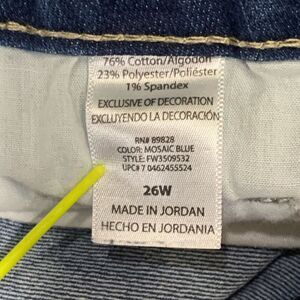 76% Cotton/Algodon
23% Polyester/Poliéster
1% Spandex
EXCLUSIVE OF DECORATION
EXCLUYENDO LA DECORACIÓN
RN# 89828
COLOR: MOSAIC BLUE
STYLE: FW3509532
UPC# 7 0462455524
26W
MADE IN JORDAN
HECHO EN JORDANIA